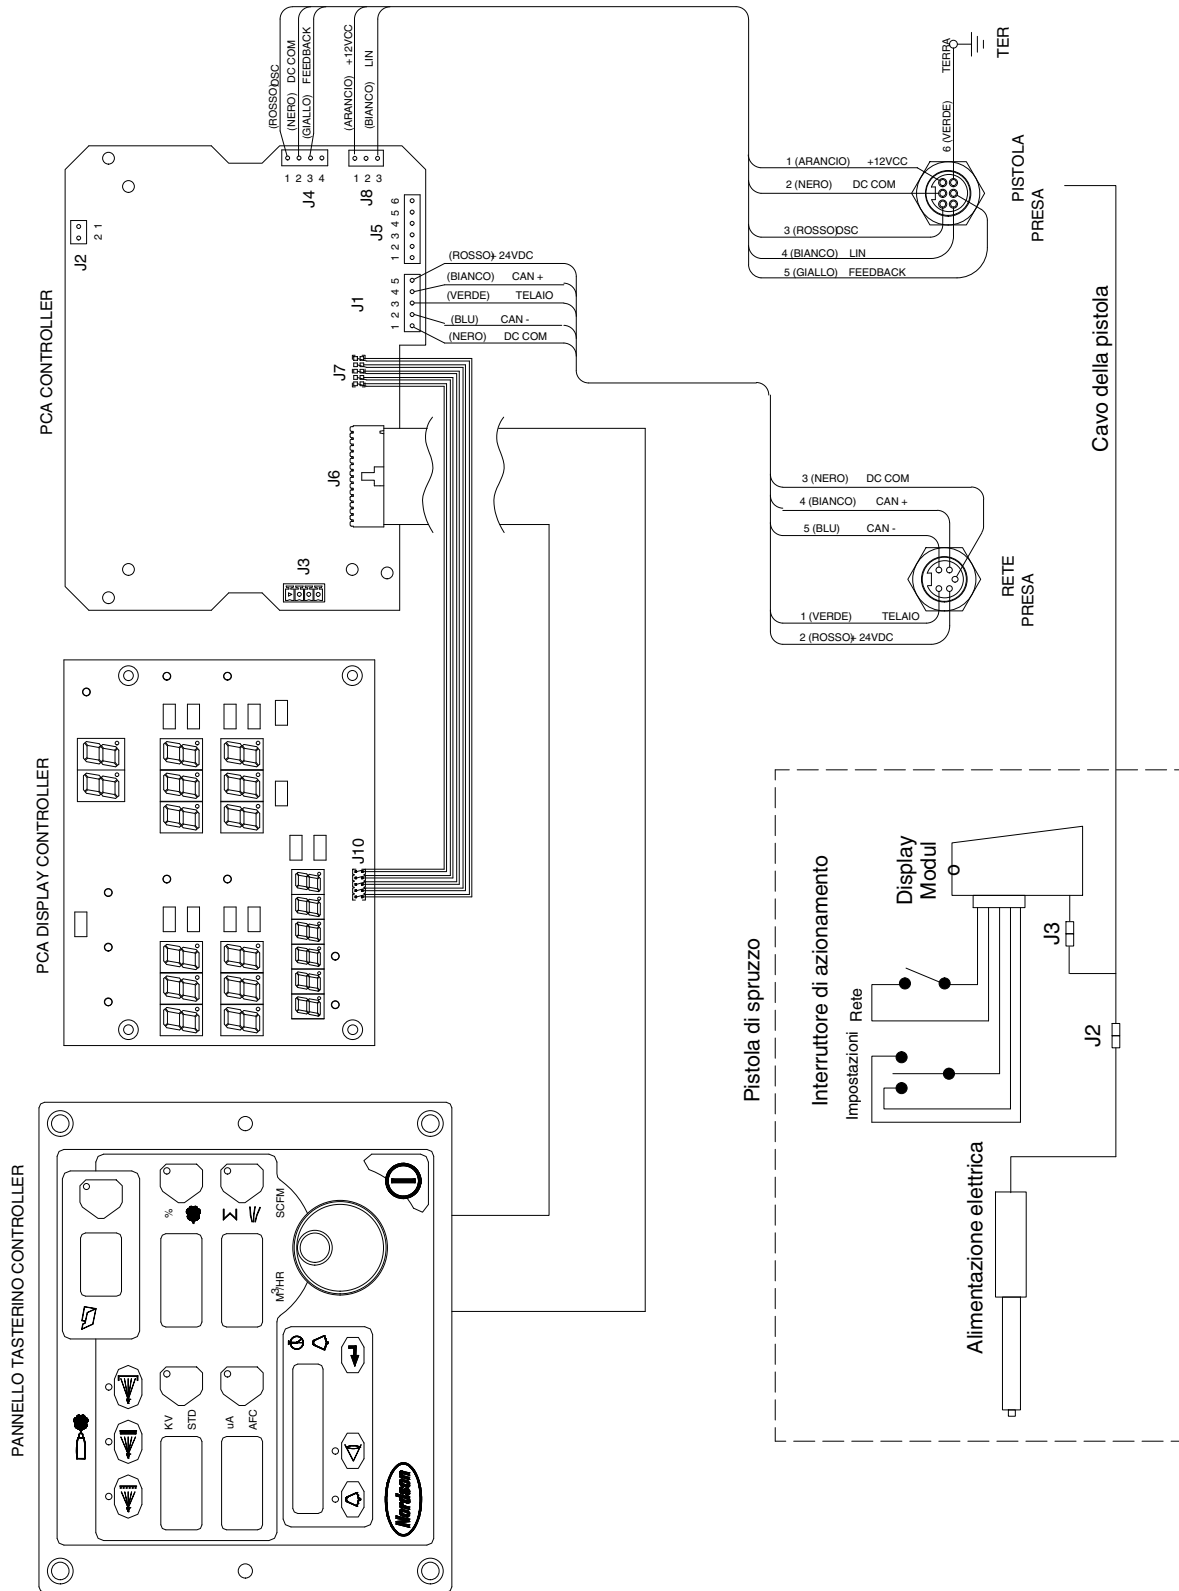 PCA CONTROLLER
J2
2 1
(ROSSO) OSC
(NERO) DC COM
(GIALLO) FEEDBACK
(ARANCIO) +12VCC
(BIANCO) LIN
1 2 3 4
J4
1 2 3
J8
1 2 3 4 5 6
J5
1 2 3 4 5
J1
(ROSSO)+ 24VDC
(BIANCO) CAN +
(VERDE) TELAIO
(BLU) CAN -
(NERO) DC COM
J7
J6
J3
6 (VERDE) TERRA
TER
1 (ARANCIO) +12VCC
2 (NERO) DC COM
3 (ROSSO)OSC
4 (BIANCO) LIN
5 (GIALLO) FEEDBACK
PISTOLA
PRESA
Cavo della pistola
3 (NERO) DC COM
4 (BIANCO) CAN +
5 (BLU) CAN -
1 (VERDE) TELAIO
2 (ROSSO)+ 24VDC
RETE
PRESA
PCA DISPLAY CONTROLLER
J10
PANNELLO TASTERINO CONTROLLER
KV
STD
uA
AFC
%
SCFM
M3/HR
Nordson
Pistola di spruzzo
Interruttore di azionamento
Impostazioni Rete
Display
Modul
J3
J2
Alimentazione elettrica